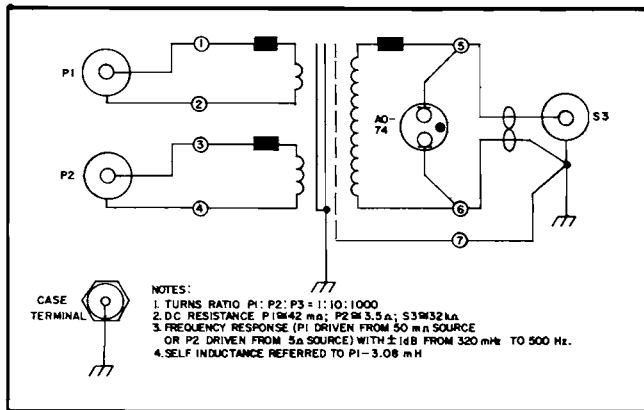 P1
1
2
P2
3
4
5
AO-
74
S3
6
7
CASE
TERMINAL
NOTES:
1. TURNS RATIO P1:P2:P3 = 1:10:1000
2. DC RESISTANCE P1≅42 mΩ; P2≅3.5Ω; S3≅32kΩ
3. FREQUENCY RESPONSE (P1 DRIVEN FROM 50 mΩ SOURCE
OR P2 DRIVEN FROM 5Ω SOURCE) WITH ±1dB FROM 320 mHz TO 500 Hz.
4. SELF INDUCTANCE REFERRED TO P1-3.08 mH